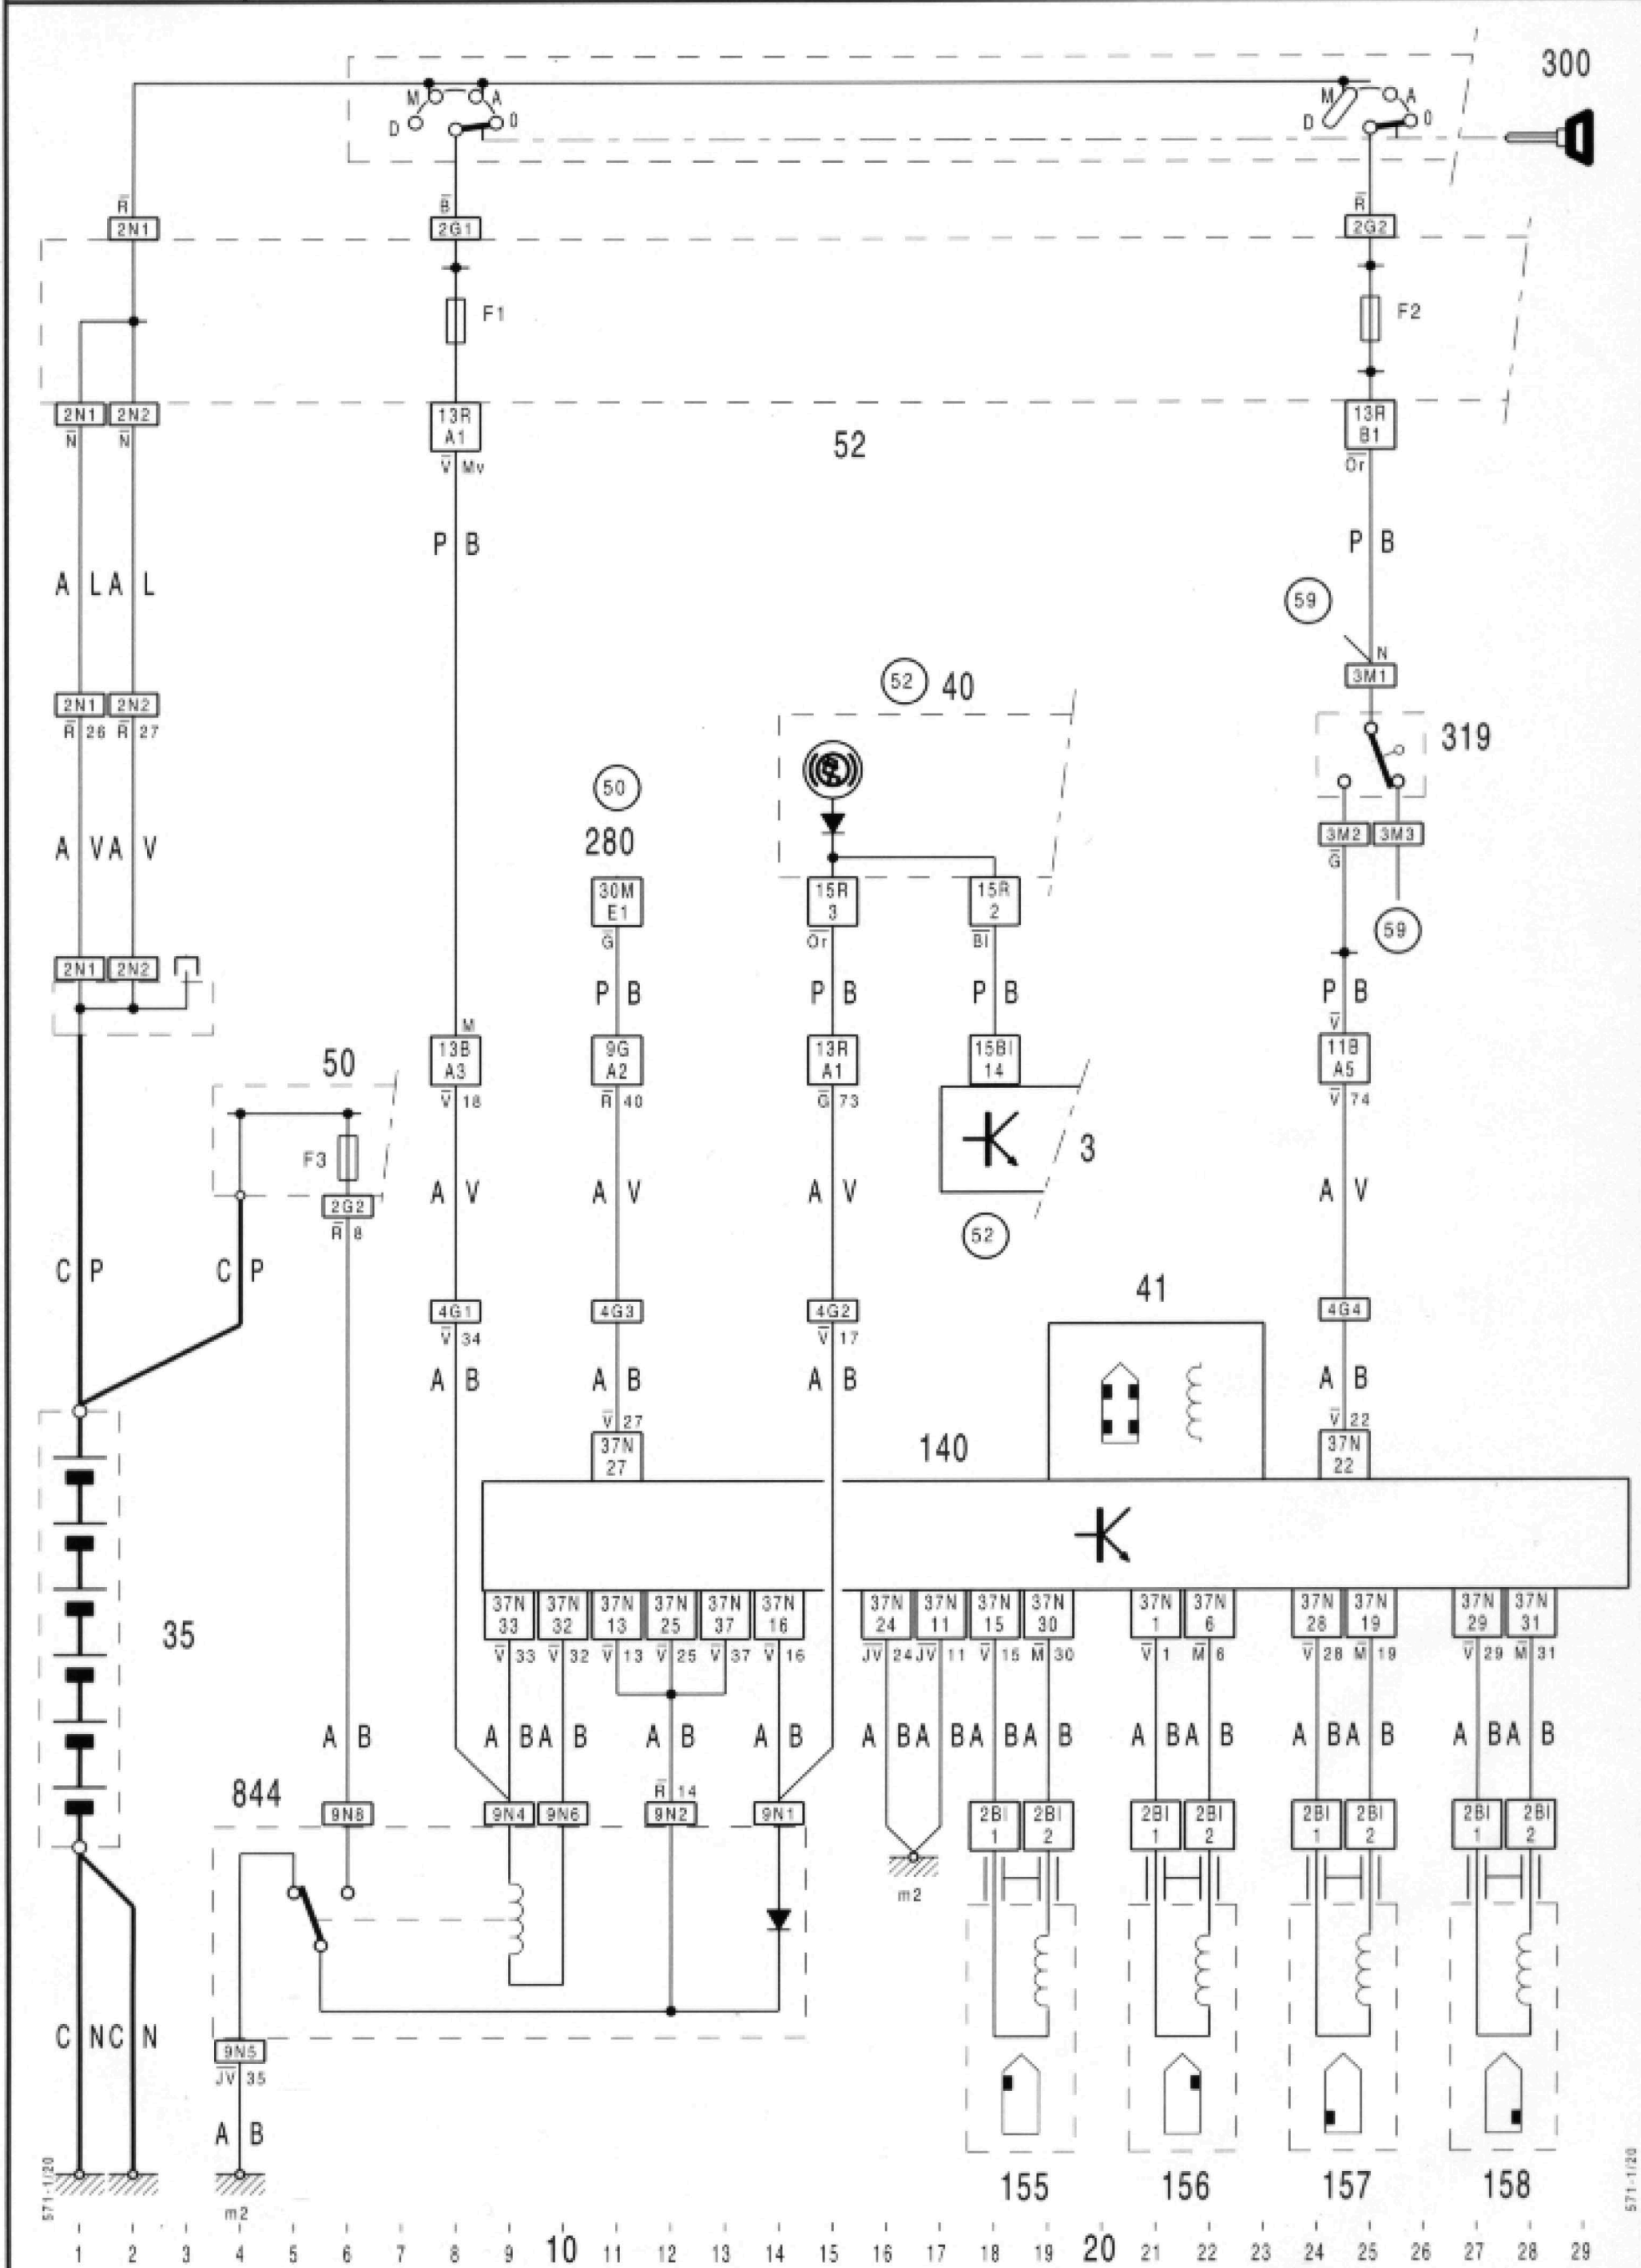 300
M A M A
D O D O
R B R
2N1 2G1 2G2
F1 F2
2N1 2N2 13R A1 13R B1
N N V Mv 52 Or
P B P B
A L A L
59
N
3M1
52 40
2N1 2N2 319
R 26 R 27
50
280 3M2 3M3
A V A V G
30M E1 15R 3 15R 2
G Or Bl 59
2N1 2N2
P B P B P B P B
M V
50 13B A3 9G A2 13R A1 15Bl 14 11B A5
V 18 R 40 G 73 V 74
F3 3
A V A V A V A V
2G2
R 8 52
C P C P
41
4G1 4G3 4G2 4G4
V 34 V 17
A B A B A B A B
V 27 V 22
37N 27 140 37N 22
35
37N 33 37N 32 37N 13 37N 25 37N 37 37N 16 37N 24 37N 11 37N 15 37N 30 37N 1 37N 6 37N 28 37N 19 37N 29 37N 31
V 33 V 32 V 13 V 25 V 37 V 16 JV 24 JV 11 V 15 M 30 V 1 M 6 V 28 M 19 V 29 M 31
A B A B A B A B A B A B A B A B A B A B A B A B A B A B
R 14
844
9N8 9N4 9N6 9N2 9N1 2Bl 1 2Bl 2 2Bl 1 2Bl 2 2Bl 1 2Bl 2 2Bl 1 2Bl 2
m2
C N C N
9N5
JV 35
A B
155 156 157 158
571-1/20 571-1/20
m2
1 2 3 4 5 6 7 8 9 10 11 12 13 14 15 16 17 18 19 20 21 22 23 24 25 26 27 28 29